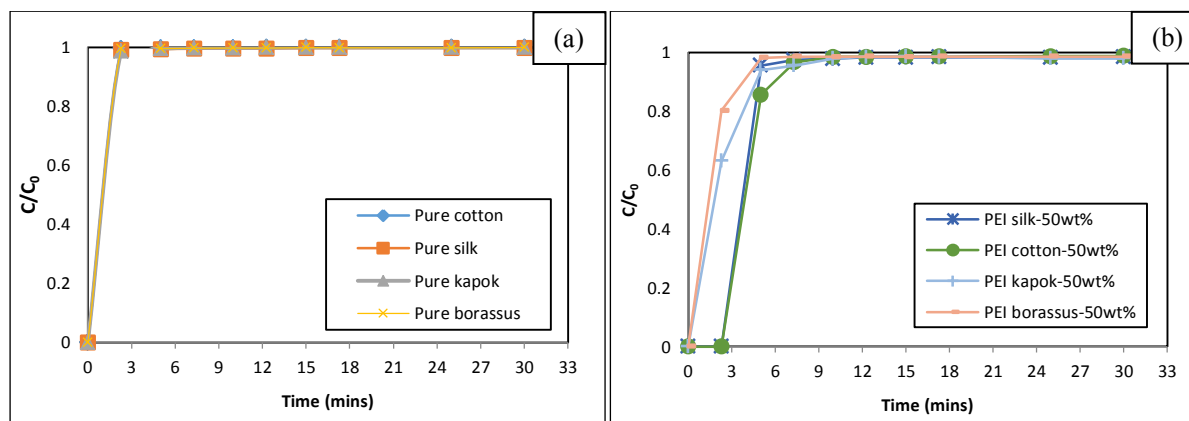 (a)
1
0.8
0.6
0.4
0.2
0
C/C₀
Pure cotton
Pure silk
Pure kapok
Pure borassus
0 3 6 9 12 15 18 21 24 27 30 33
Time (mins)
(b)
1
0.8
0.6
0.4
0.2
0
C/C₀
PEI silk-50wt%
PEI cotton-50wt%
PEI kapok-50wt%
PEI borassus-50wt%
0 3 6 9 12 15 18 21 24 27 30 33
Time (mins)